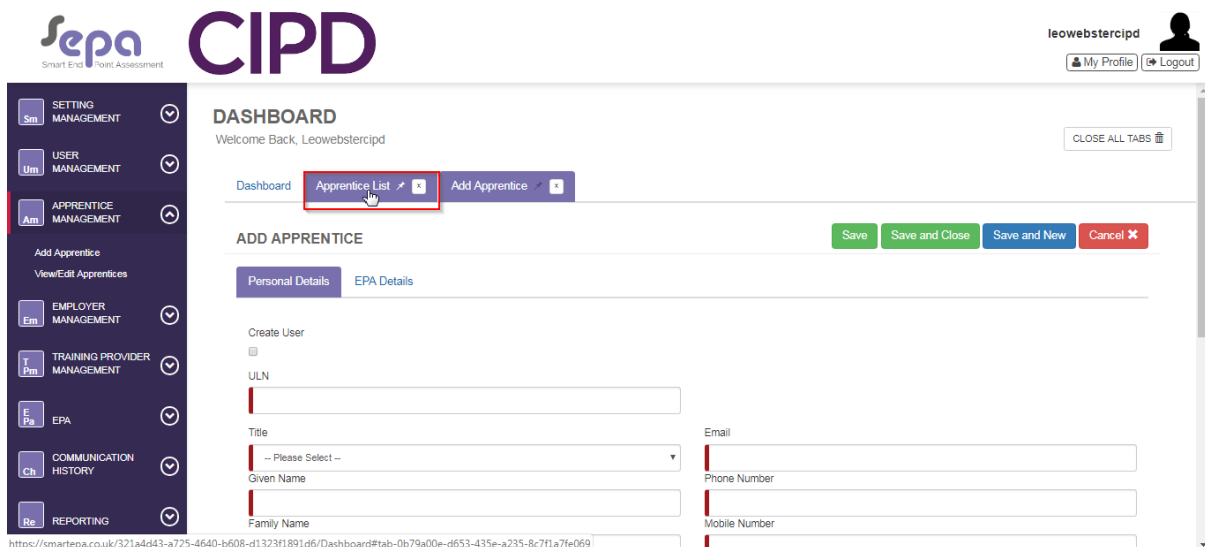 Sepa
Smart End Point Assessment
CIPD
leowebstercipd
My Profile
Logout
Sm SETTING MANAGEMENT
Um USER MANAGEMENT
Am APPRENTICE MANAGEMENT
Add Apprentice
View/Edit Apprentices
Em EMPLOYER MANAGEMENT
T Pm TRAINING PROVIDER MANAGEMENT
E Pa EPA
Ch COMMUNICATION HISTORY
Re REPORTING
DASHBOARD
Welcome Back, Leowebstercipd
CLOSE ALL TABS
Dashboard Apprentice List x Add Apprentice x
ADD APPRENTICE
Save Save and Close Save and New Cancel
Personal Details EPA Details
Create User
ULN
Title Email
-- Please Select --
Given Name Phone Number
Family Name Mobile Number
https://smartepa.co.uk/321a4d43-a725-4640-b608-d1323f1891d6/Dashboard#tab-0b79a00e-d653-435e-a235-8c7f1a7fe069